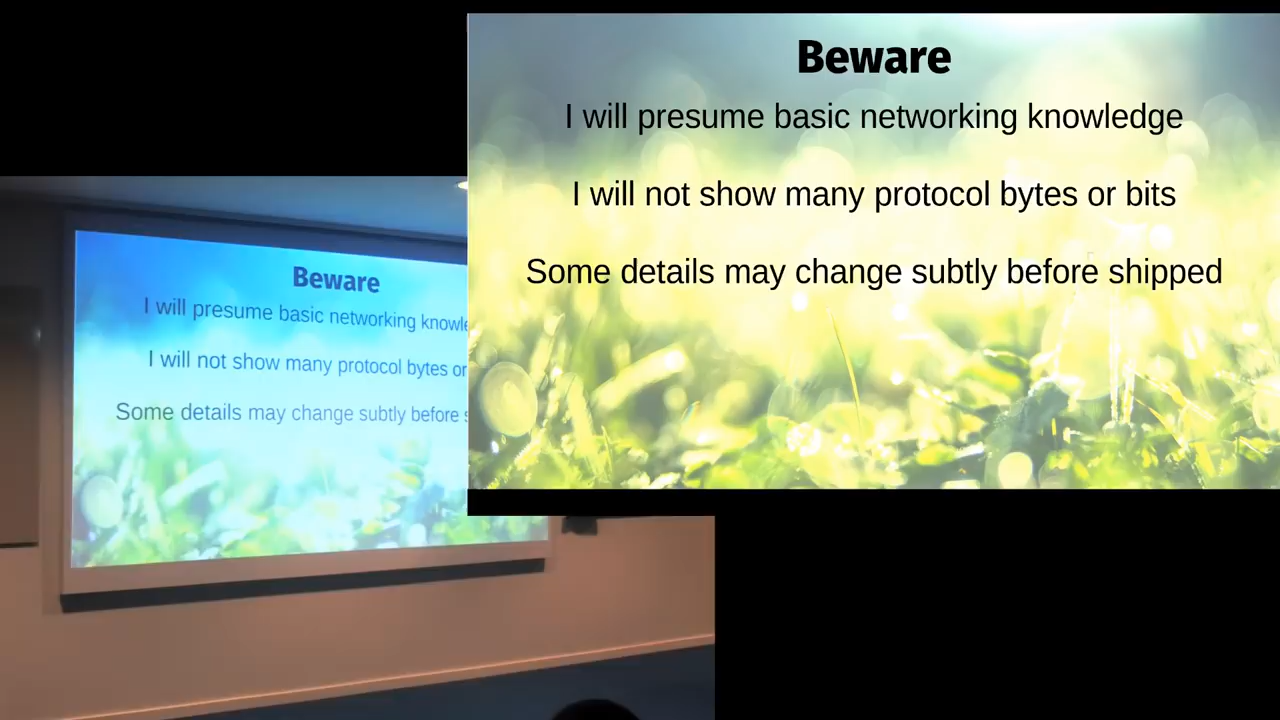 Beware
I will presume basic networking knowledge
I will not show many protocol bytes or bits
Some details may change subtly before shipped
Beware
I will presume basic networking
I will not show many protocol bytes or
Some details may change subtly before